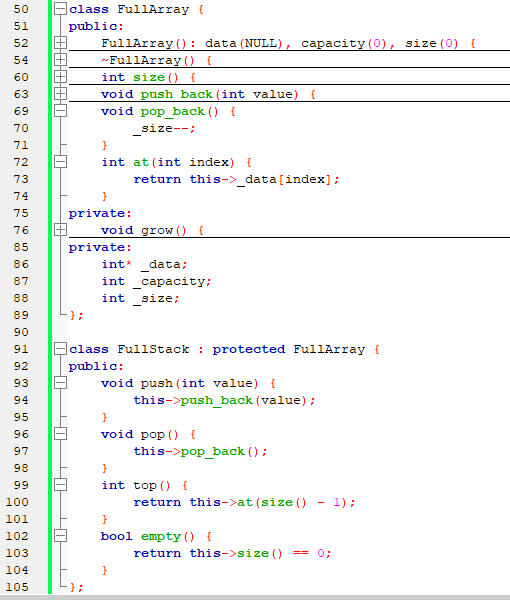 50 class FullArray {
51 public:
52 FullArray(): data(NULL), capacity(0), size(0) {
54 ~FullArray() {
60 int size() {
63 void push back(int value) {
69 void pop_back() {
70 _size--;
71 }
72 int at(int index) {
73 return this->_data[index];
74 }
75 private:
76 void grow() {
85 private:
86 int* _data;
87 int _capacity;
88 int _size;
89 };
90
91 class FullStack : protected FullArray {
92 public:
93 void push(int value) {
94 this->push_back(value);
95 }
96 void pop() {
97 this->pop_back();
98 }
99 int top() {
100 return this->at(size() - 1);
101 }
102 bool empty() {
103 return this->size() == 0;
104 }
105 };